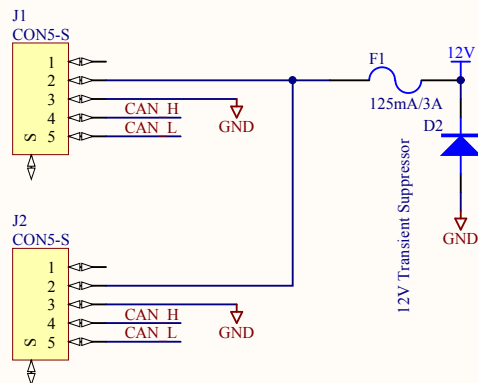 J1
CON5-S
1
2
3
4
5
S
CAN_H
CAN_L
GND
F1
125mA/3A
12V
D2
GND
12V Transient Suppressor
J2
CON5-S
1
2
3
4
5
S
CAN_H
CAN_L
GND